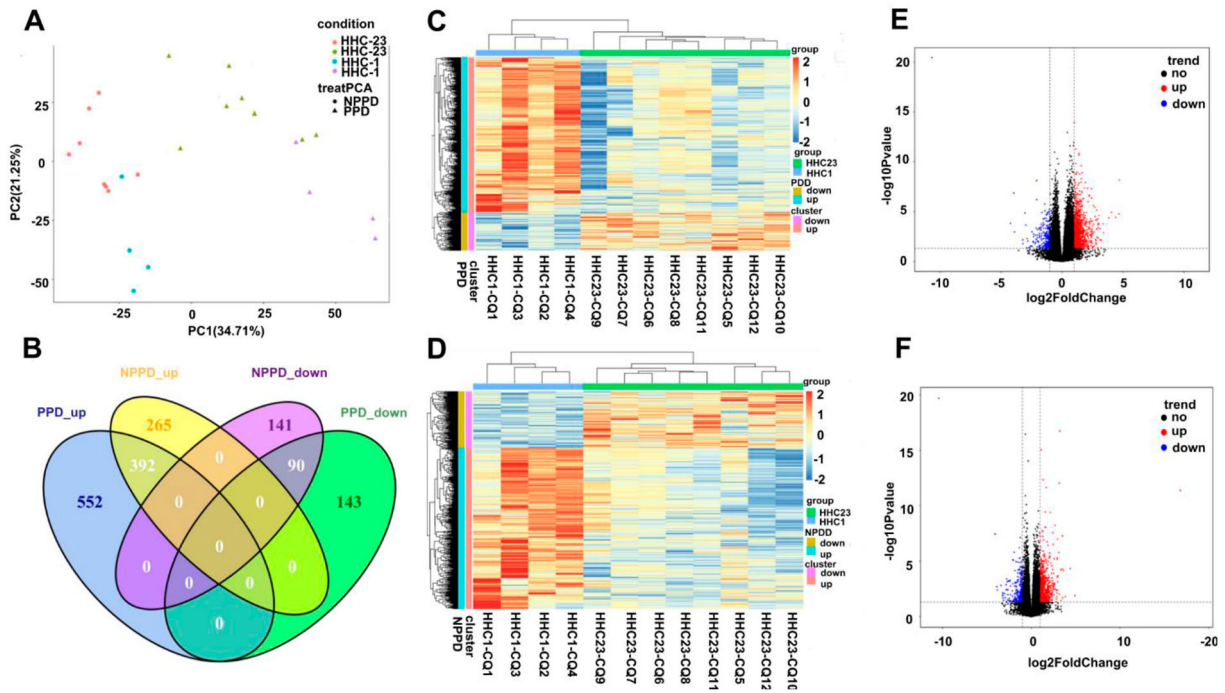 A
condition
HHC-23
HHC-23
HHC-1
HHC-1
treatPCA
NPPD
PPD
PC2(21.25%)
25
0
-25
-50
-25
0
25
50
PC1(34.71%)
B
NPPD_up
NPPD_down
PPD_up
PPD_down
265
141
392
0
90
552
0
0
143
0
0
0
0
0
0
C
group
2
1
0
-1
-2
group
HHC23
HHC1
PDD
down
up
cluster
down
up
cluster
PPD
HHC1-CQ1
HHC1-CQ3
HHC1-CQ2
HHC1-CQ4
HHC23-CQ9
HHC23-CQ7
HHC23-CQ6
HHC23-CQ8
HHC23-CQ11
HHC23-CQ5
HHC23-CQ12
HHC23-CQ10
D
group
2
1
0
-1
-2
group
HHC23
HHC1
NPDD
down
up
cluster
down
up
cluster
NPPD
HHC1-CQ1
HHC1-CQ3
HHC1-CQ2
HHC1-CQ4
HHC23-CQ9
HHC23-CQ6
HHC23-CQ7
HHC23-CQ8
HHC23-CQ11
HHC23-CQ5
HHC23-CQ12
HHC23-CQ10
E
trend
no
up
down
-log10Pvalue
20
15
10
5
0
-10
-5
0
5
10
log2FoldChange
F
trend
no
up
down
-log10Pvalue
20
15
10
5
0
-10
0
10
-20
log2FoldChange